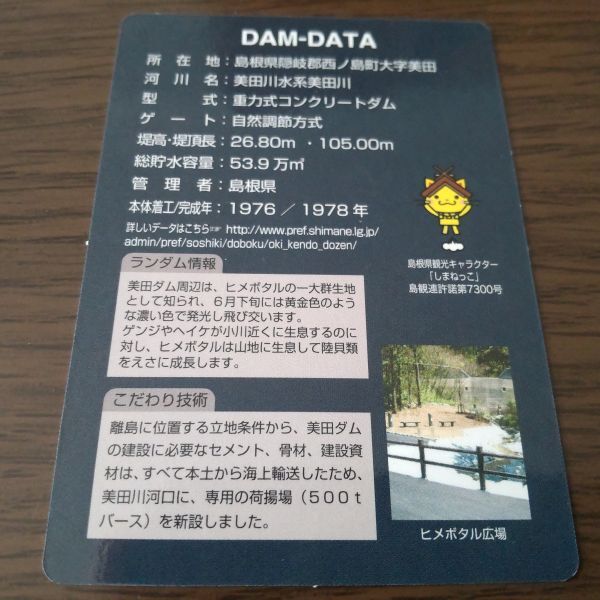 DAM-DATA
所在地：島根県隠岐郡西ノ島町大字美田
河川名：美田川水系美田川
型式：重力式コンクリートダム
ゲート：自然調節方式
堤高・堤頂長：26.80m ・105.00m
総貯水容量：53.9万㎥
管理者：島根県
本体着工/完成年：1976 ／ 1978年
詳しいデータはこちら☞ http://www.pref.shimane.lg.jp/
admin/pref/soshiki/doboku/oki_kendo_dozen/
島根県観光キャラクター
「しまねっこ」
島観連許諾第7300号
ランダム情報
美田ダム周辺は、ヒメボタルの一大群生地
として知られ、6月下旬には黄金色のよう
な濃い色で発光し飛び交います。
ゲンジやヘイケが小川近くに生息するのに
対し、ヒメボタルは山地に生息して陸貝類
をえさに成長します。
こだわり技術
離島に位置する立地条件から、美田ダム
の建設に必要なセメント、骨材、建設資
材は、すべて本土から海上輸送したため、
美田川河口に、専用の荷揚場（500t
バース）を新設しました。
ヒメボタル広場